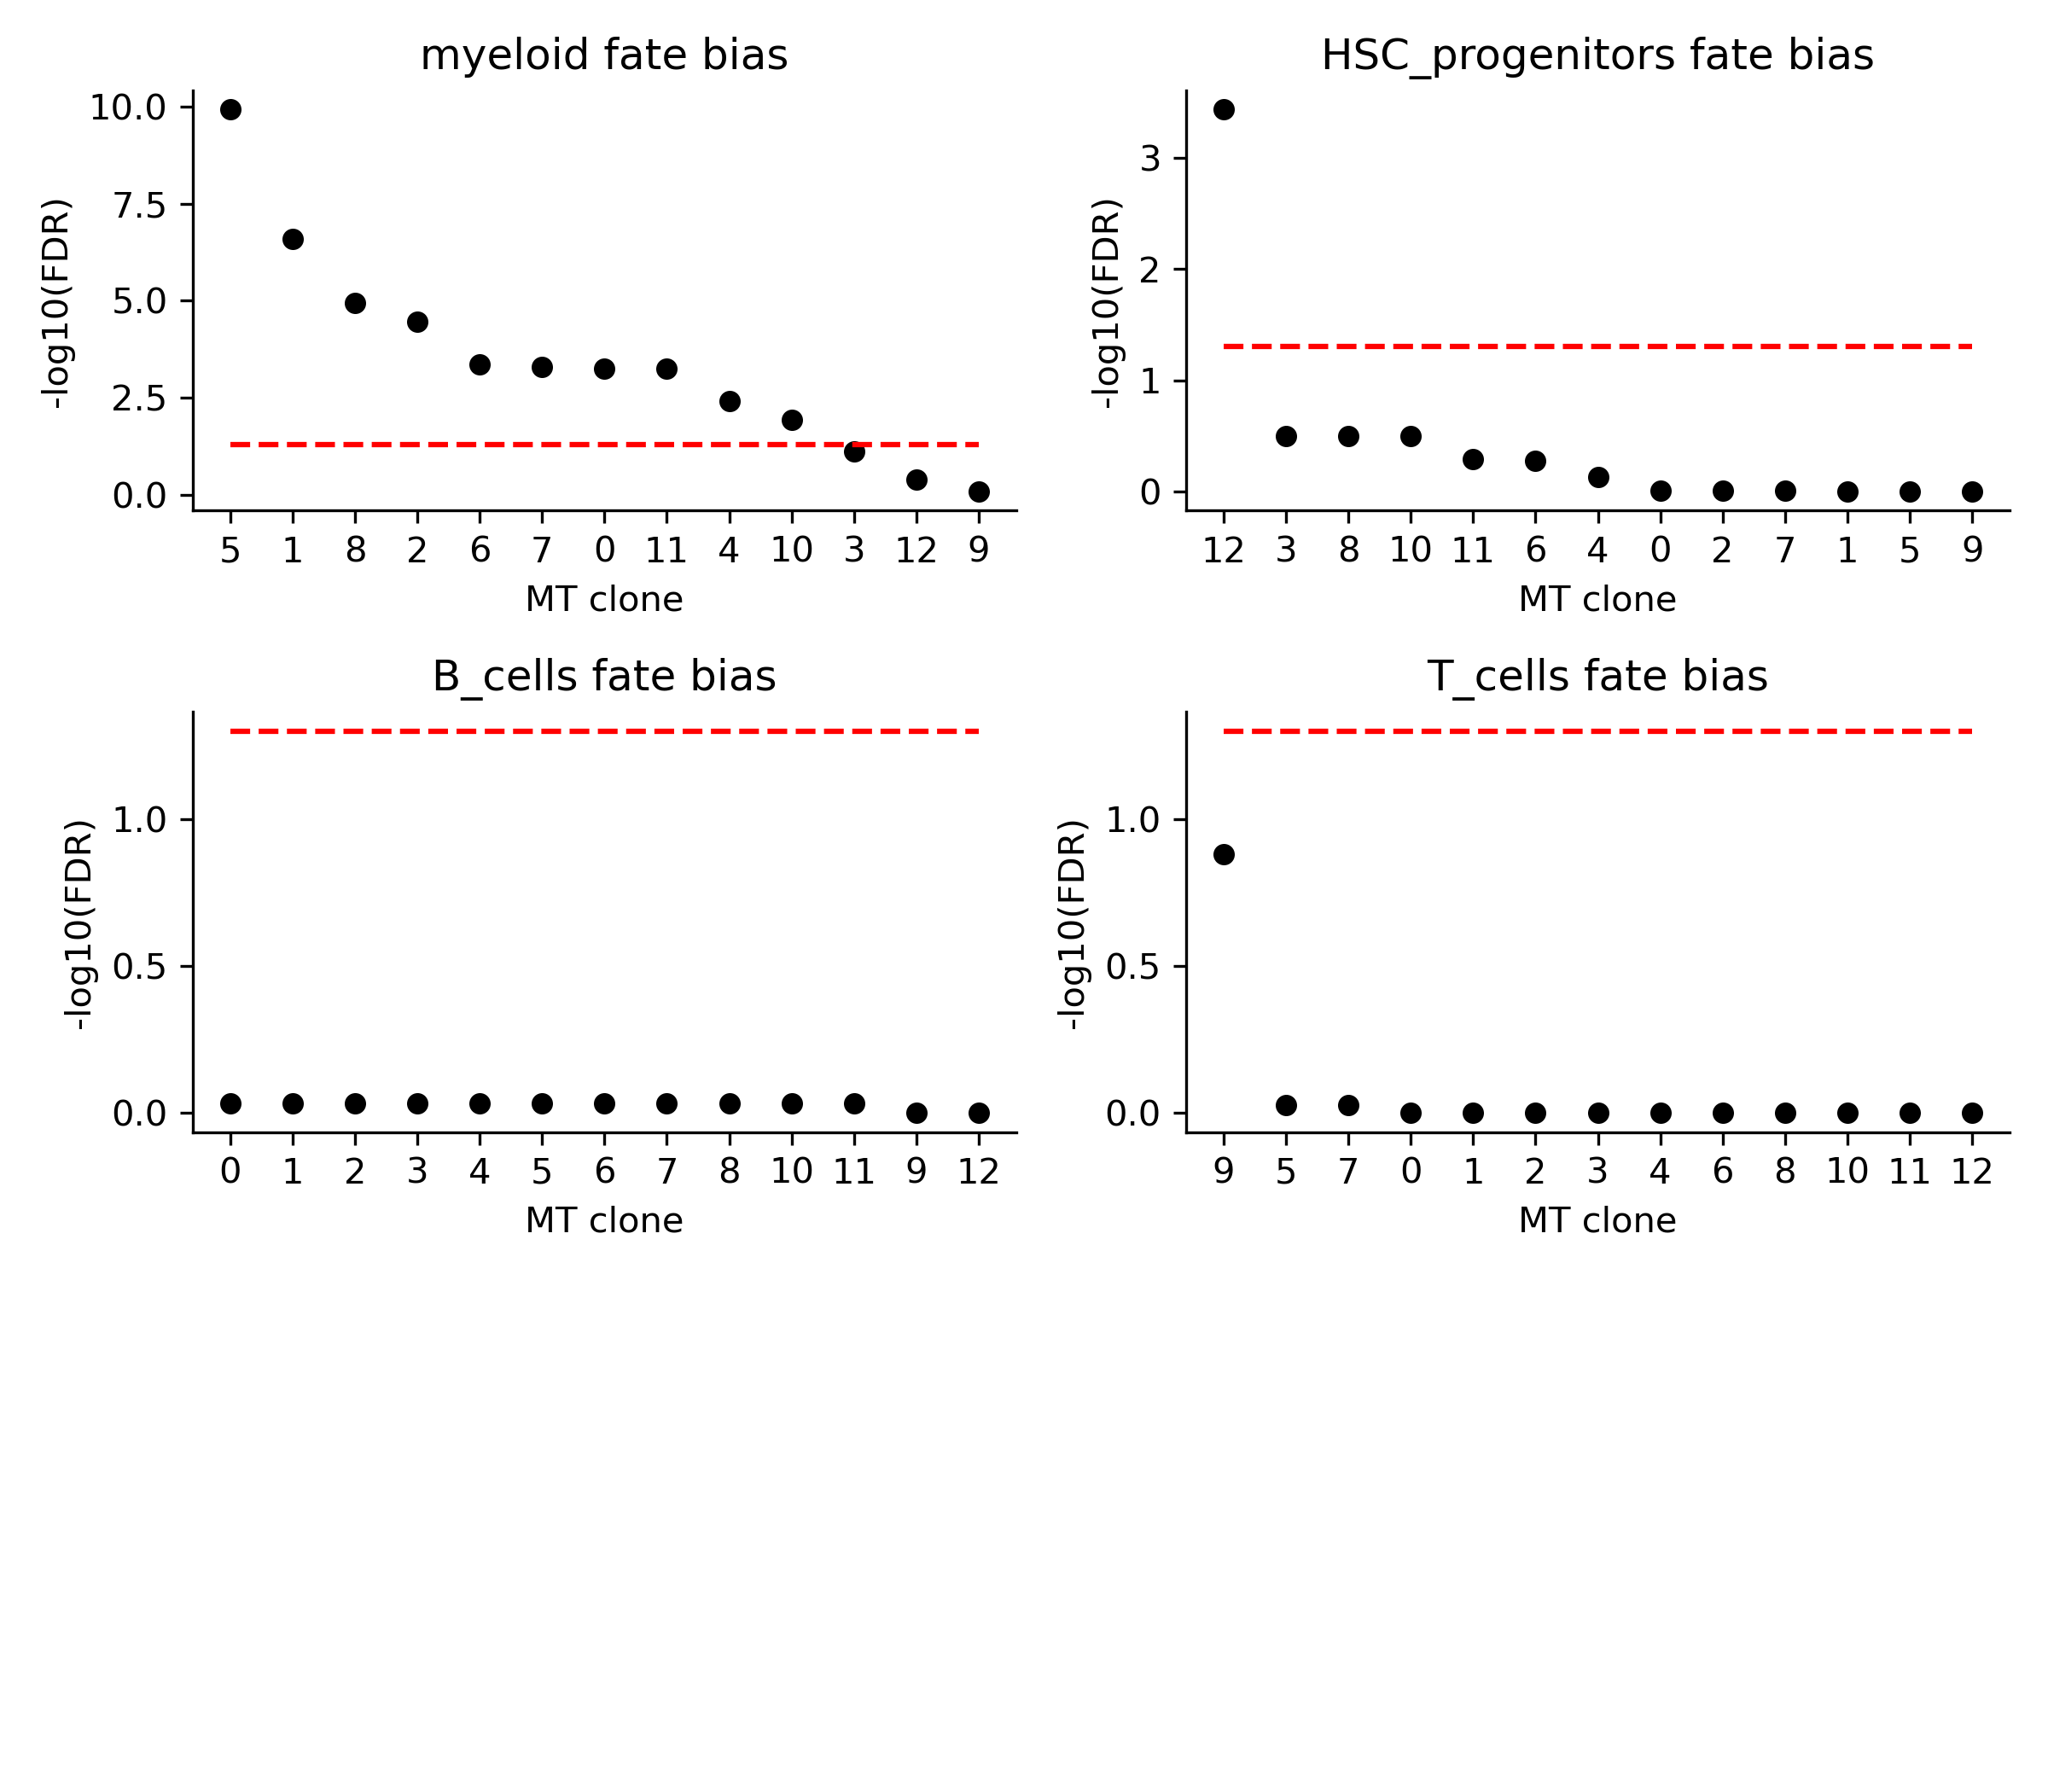 myeloid fate bias
10.0
7.5
5.0
2.5
0.0
-log10(FDR)
5 1 8 2 6 7 0 11 4 10 3 12 9
MT clone
HSC_progenitors fate bias
3
2
1
0
-log10(FDR)
12 3 8 10 11 6 4 0 2 7 1 5 9
MT clone
B_cells fate bias
1.0
0.5
0.0
-log10(FDR)
0 1 2 3 4 5 6 7 8 10 11 9 12
MT clone
T_cells fate bias
1.0
0.5
0.0
-log10(FDR)
9 5 7 0 1 2 3 4 6 8 10 11 12
MT clone